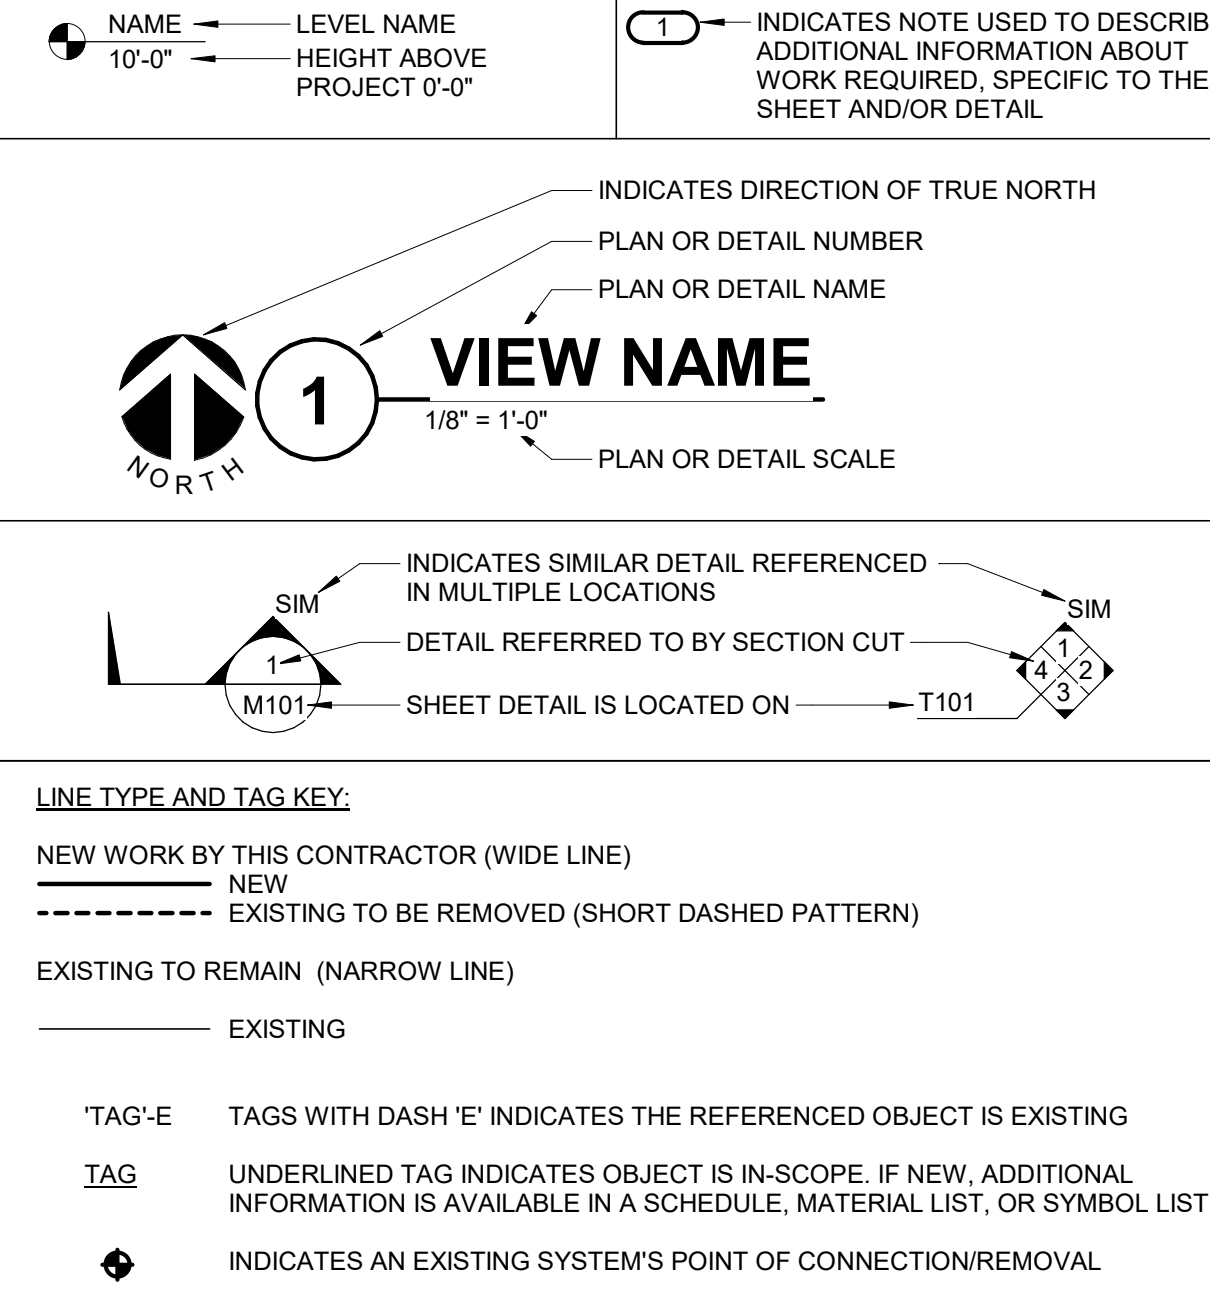 NAME
LEVEL NAME
10'-0"
HEIGHT ABOVE
PROJECT 0'-0"
1
INDICATES NOTE USED TO DESCRIB
ADDITIONAL INFORMATION ABOUT
WORK REQUIRED, SPECIFIC TO THE
SHEET AND/OR DETAIL
INDICATES DIRECTION OF TRUE NORTH
PLAN OR DETAIL NUMBER
PLAN OR DETAIL NAME
1
VIEW NAME
1/8" = 1'-0"
NORTH
PLAN OR DETAIL SCALE
INDICATES SIMILAR DETAIL REFERENCED
IN MULTIPLE LOCATIONS
SIM
SIM
1
DETAIL REFERRED TO BY SECTION CUT
1
4
2
3
M101
SHEET DETAIL IS LOCATED ON
T101
LINE TYPE AND TAG KEY:
NEW WORK BY THIS CONTRACTOR (WIDE LINE)
NEW
EXISTING TO BE REMOVED (SHORT DASHED PATTERN)
EXISTING TO REMAIN (NARROW LINE)
EXISTING
'TAG'-E TAGS WITH DASH 'E' INDICATES THE REFERENCED OBJECT IS EXISTING
TAG UNDERLINED TAG INDICATES OBJECT IS IN-SCOPE. IF NEW, ADDITIONAL
INFORMATION IS AVAILABLE IN A SCHEDULE, MATERIAL LIST, OR SYMBOL LIST
INDICATES AN EXISTING SYSTEM'S POINT OF CONNECTION/REMOVAL